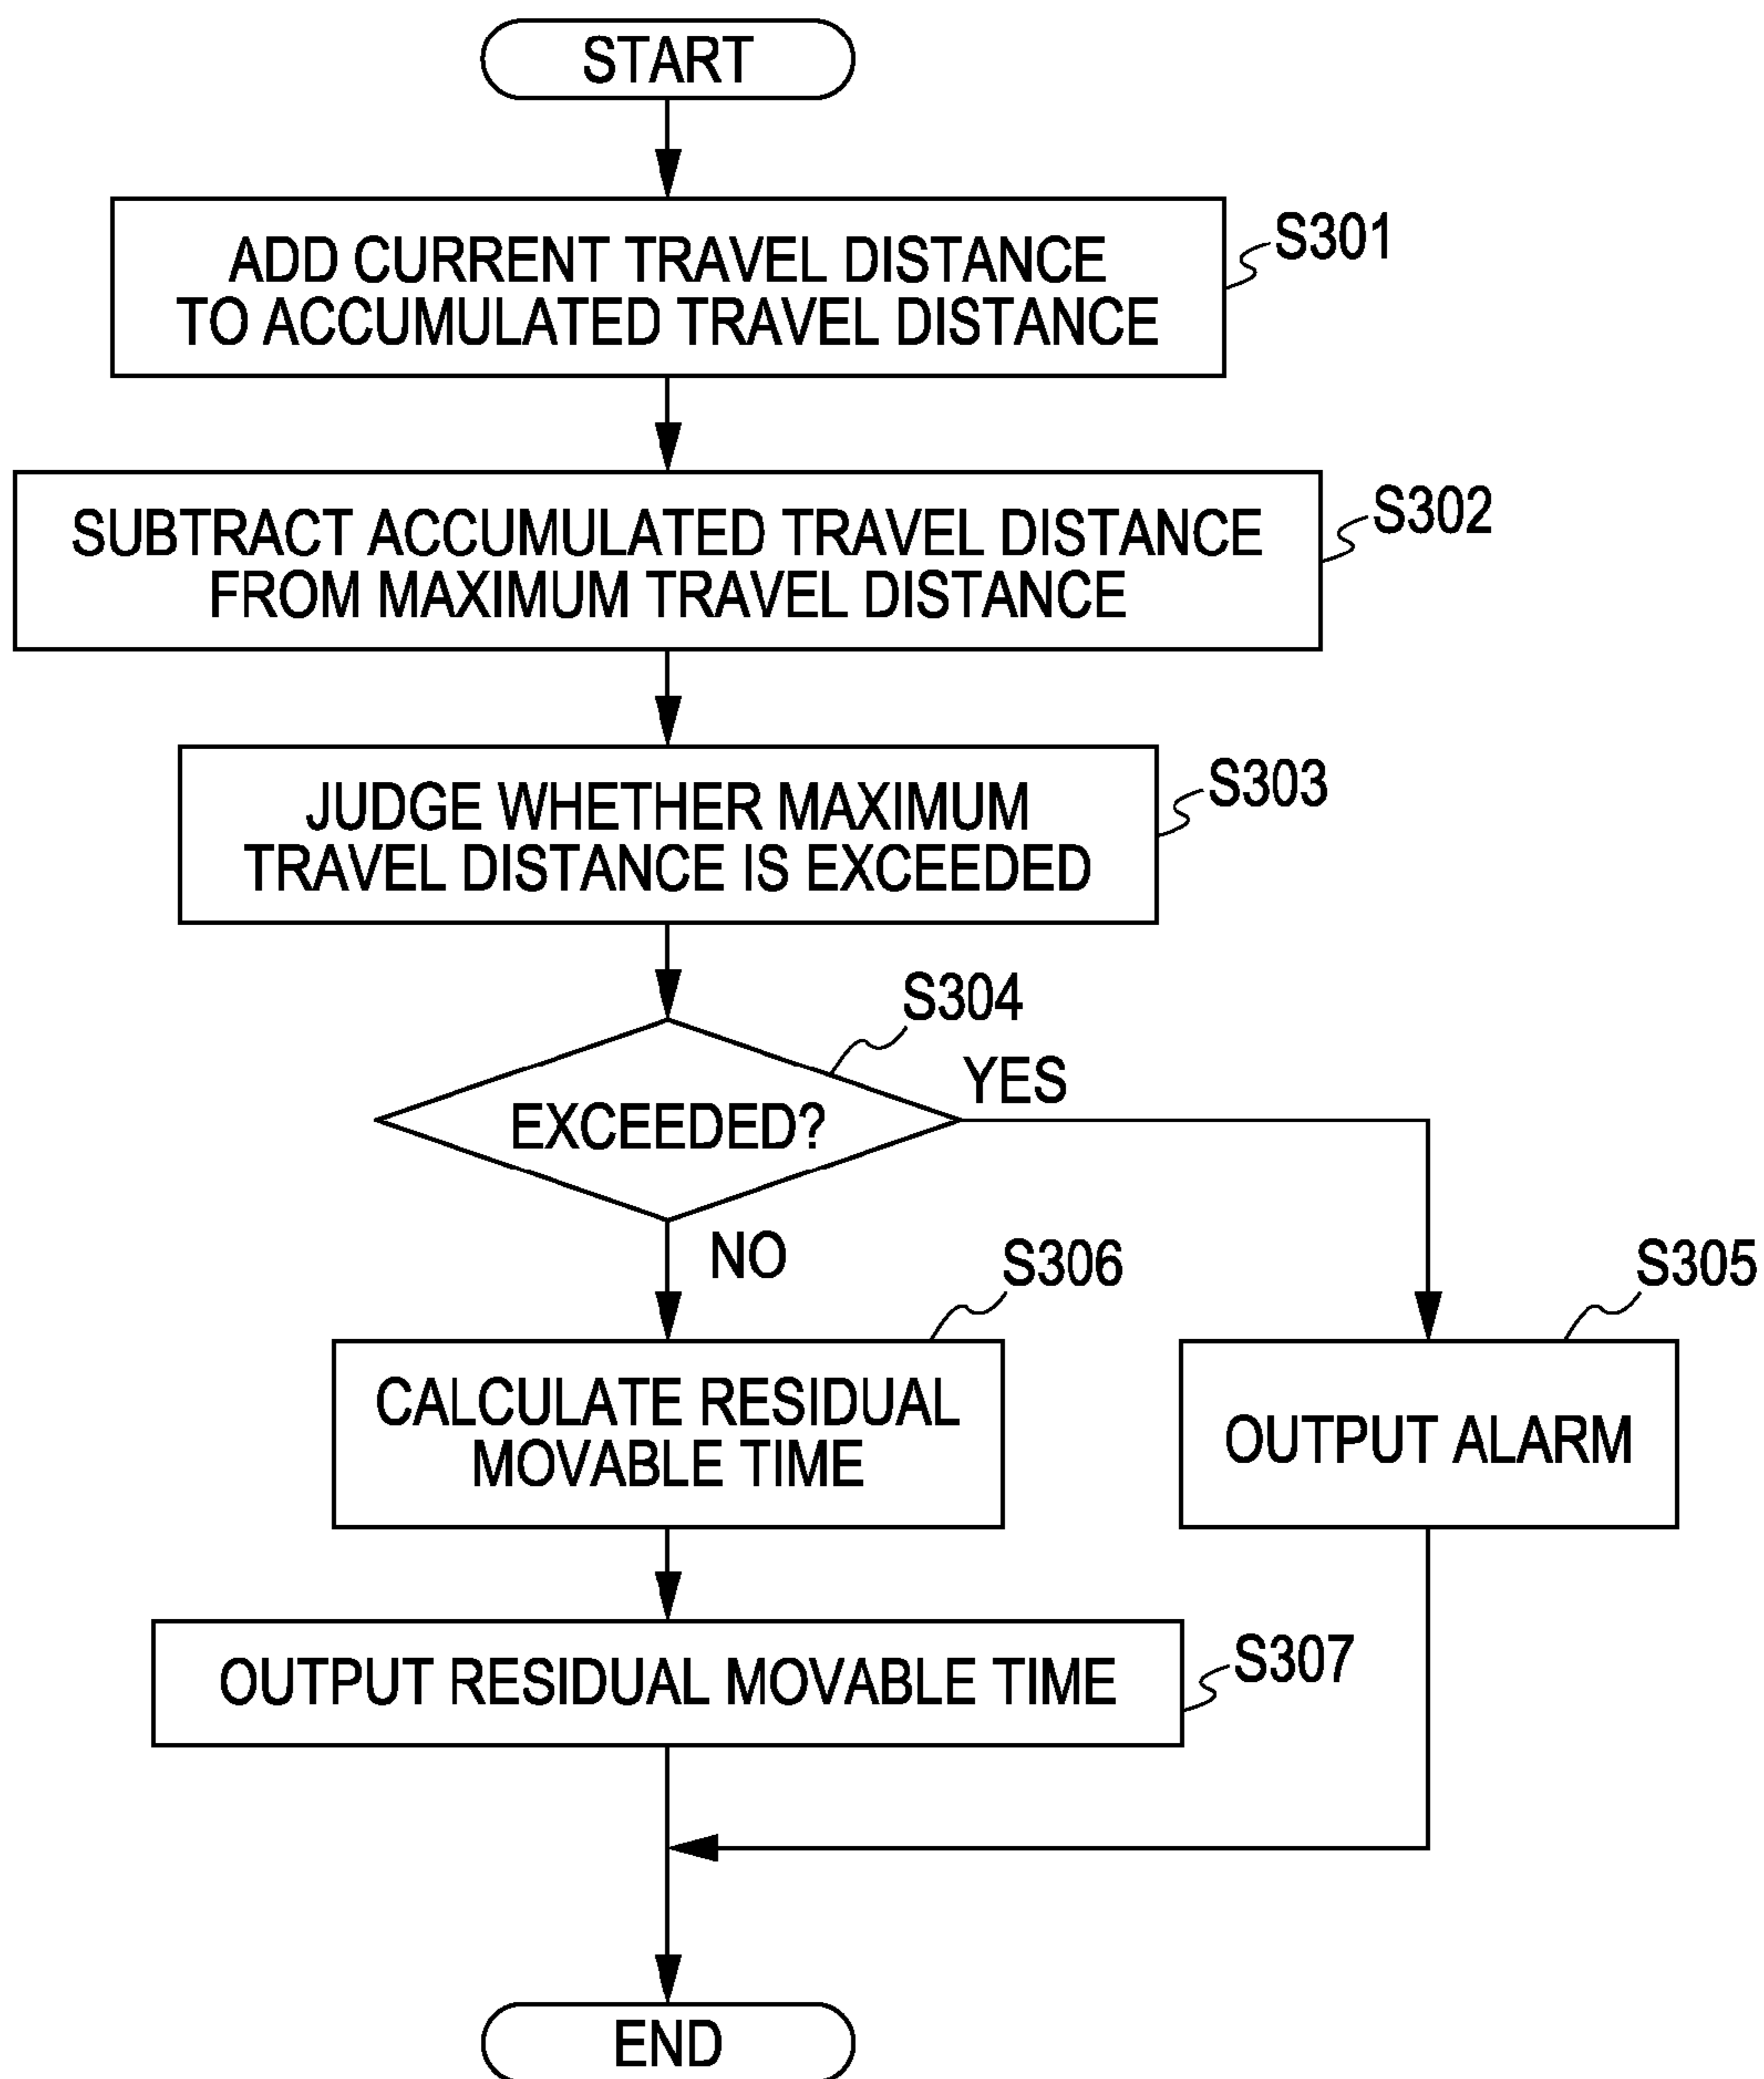 START
ADD CURRENT TRAVEL DISTANCE
TO ACCUMULATED TRAVEL DISTANCE
S301
SUBTRACT ACCUMULATED TRAVEL DISTANCE
FROM MAXIMUM TRAVEL DISTANCE
S302
JUDGE WHETHER MAXIMUM
TRAVEL DISTANCE IS EXCEEDED
S303
S304
EXCEEDED?
YES
NO
S306
CALCULATE RESIDUAL
MOVABLE TIME
S305
OUTPUT ALARM
OUTPUT RESIDUAL MOVABLE TIME
S307
END